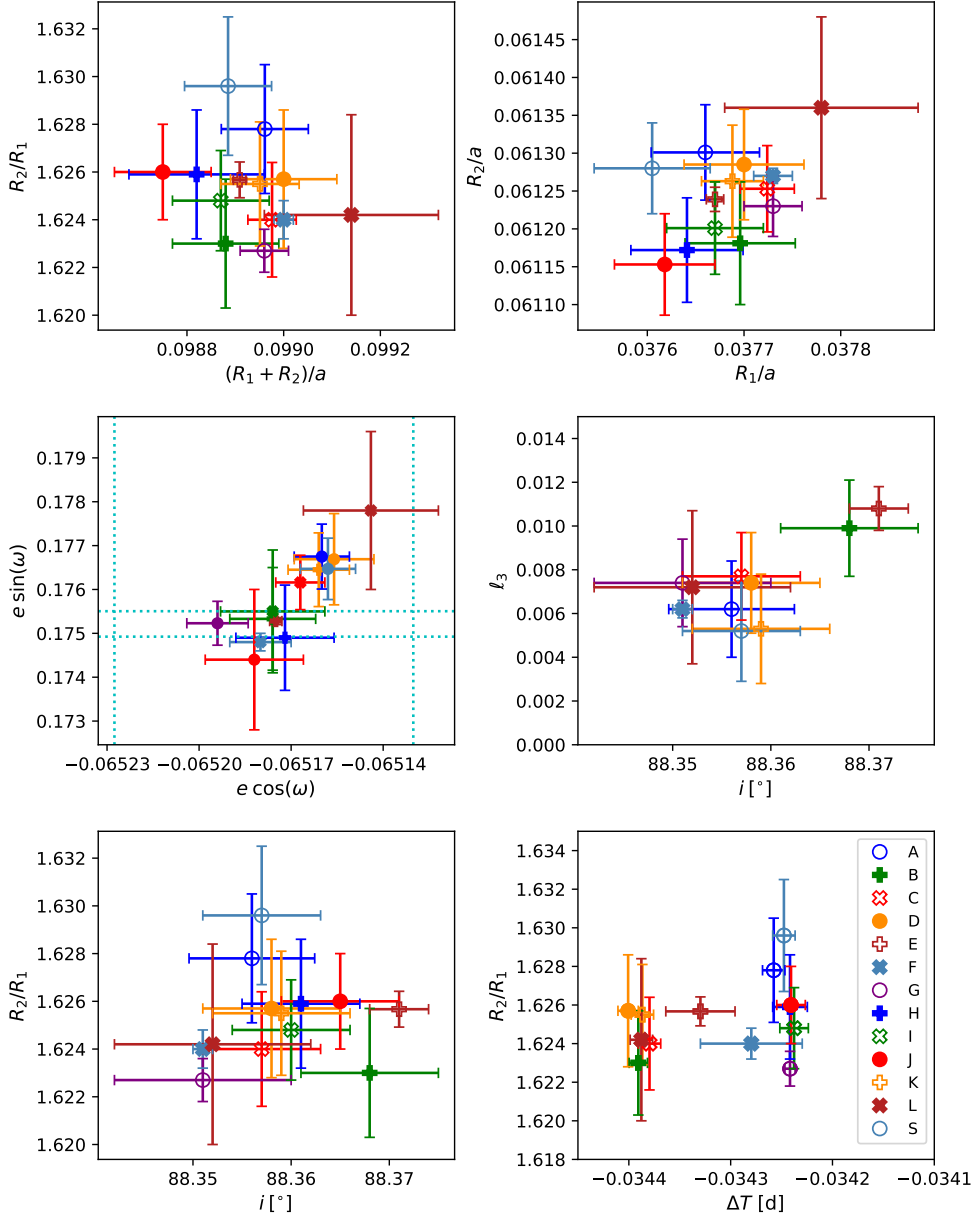 1.632
1.630
1.628
1.626
1.624
1.622
1.620
R₂/R₁
0.0988 0.0990 0.0992
(R₁ + R₂)/a
0.06145
0.06140
0.06135
0.06130
0.06125
0.06120
0.06115
0.06110
R₂/a
0.0376 0.0377 0.0378
R₁/a
0.179
0.178
0.177
0.176
0.175
0.174
0.173
e sin(ω)
−0.06523 −0.06520 −0.06517 −0.06514
e cos(ω)
0.014
0.012
0.010
0.008
0.006
0.004
0.002
0.000
ℓ₃
88.35 88.36 88.37
i [°]
1.632
1.630
1.628
1.626
1.624
1.622
1.620
R₂/R₁
88.35 88.36 88.37
i [°]
1.634
1.632
1.630
1.628
1.626
1.624
1.622
1.620
1.618
R₂/R₁
−0.0344 −0.0343 −0.0342 −0.0341
ΔT [d]
A
B
C
D
E
F
G
H
I
J
K
L
S